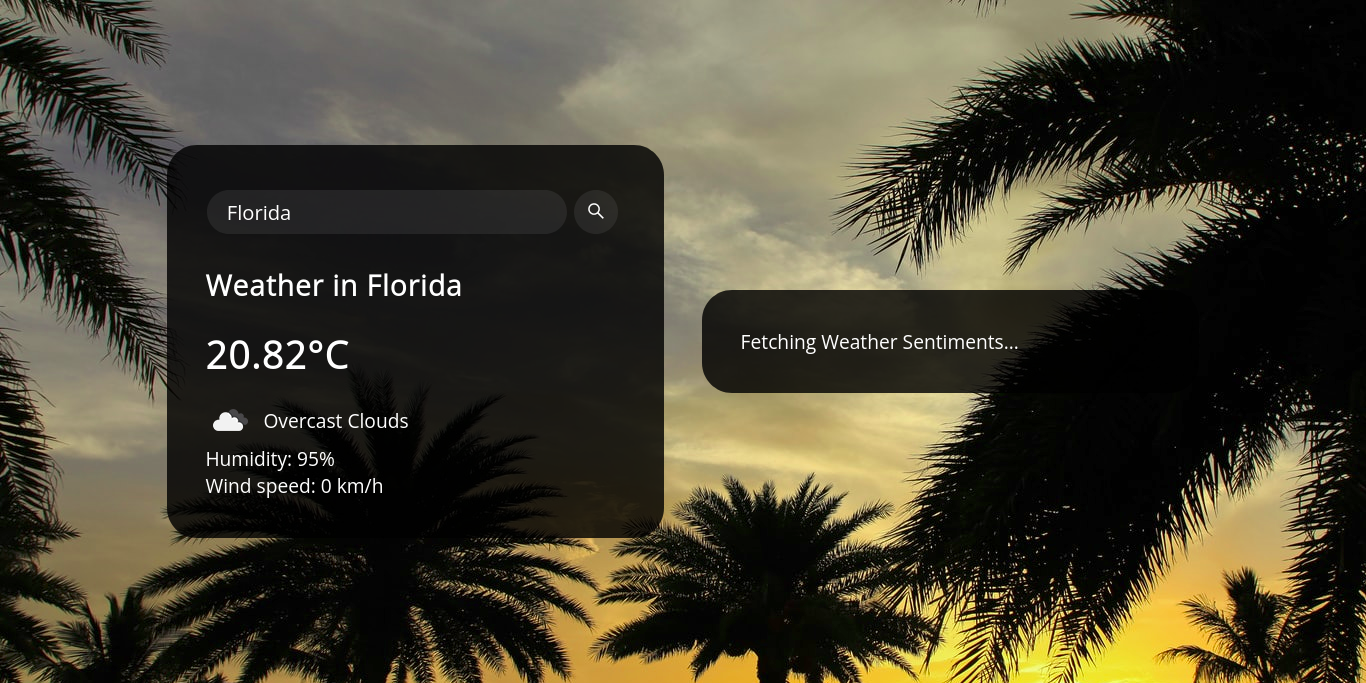 Florida
Weather in Florida
20.82°C
Overcast Clouds
Humidity: 95%
Wind speed: 0 km/h
Fetching Weather Sentiments...